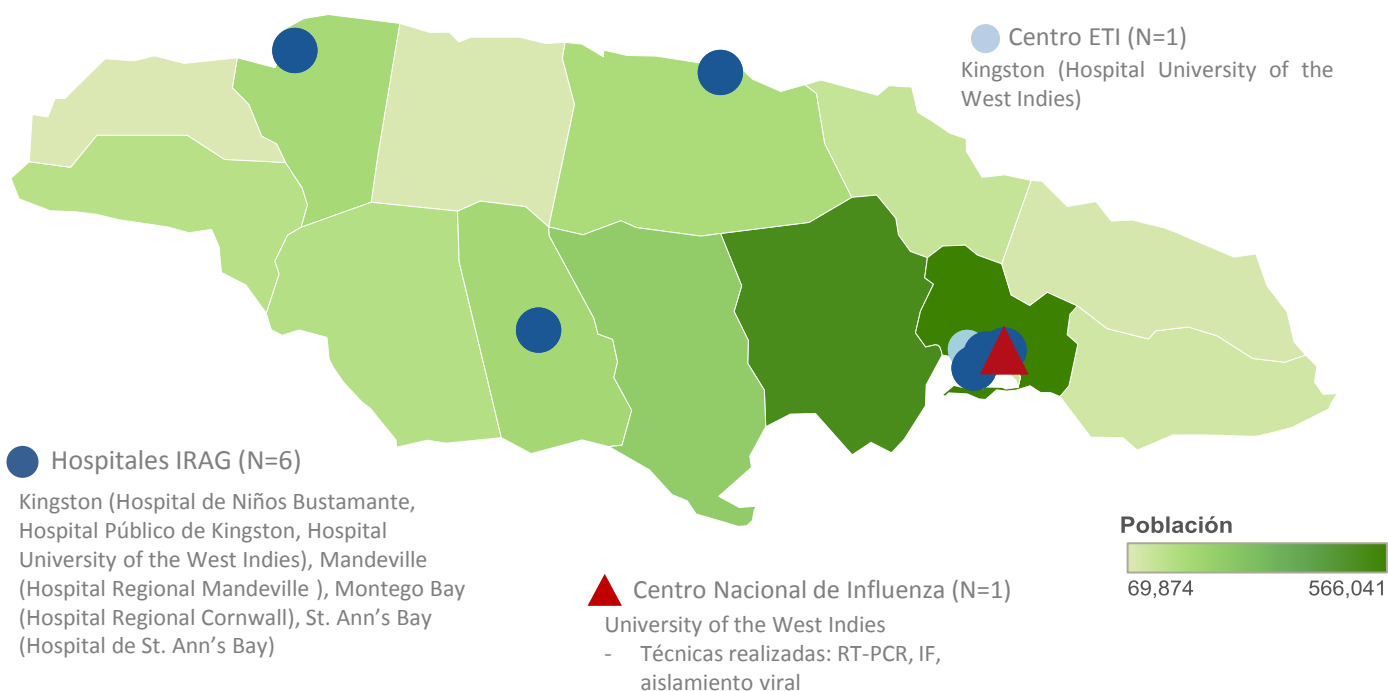 Centro ETI (N=1)
Kingston (Hospital University of the
West Indies)
Hospitales IRAG (N=6)
Kingston (Hospital de Niños Bustamante,
Hospital Público de Kingston, Hospital
University of the West Indies), Mandeville
(Hospital Regional Mandeville ), Montego Bay
(Hospital Regional Cornwall), St. Ann’s Bay
(Hospital de St. Ann’s Bay)
Centro Nacional de Influenza (N=1)
University of the West Indies
- Técnicas realizadas: RT-PCR, IF,
aislamiento viral
Población
69,874 566,041